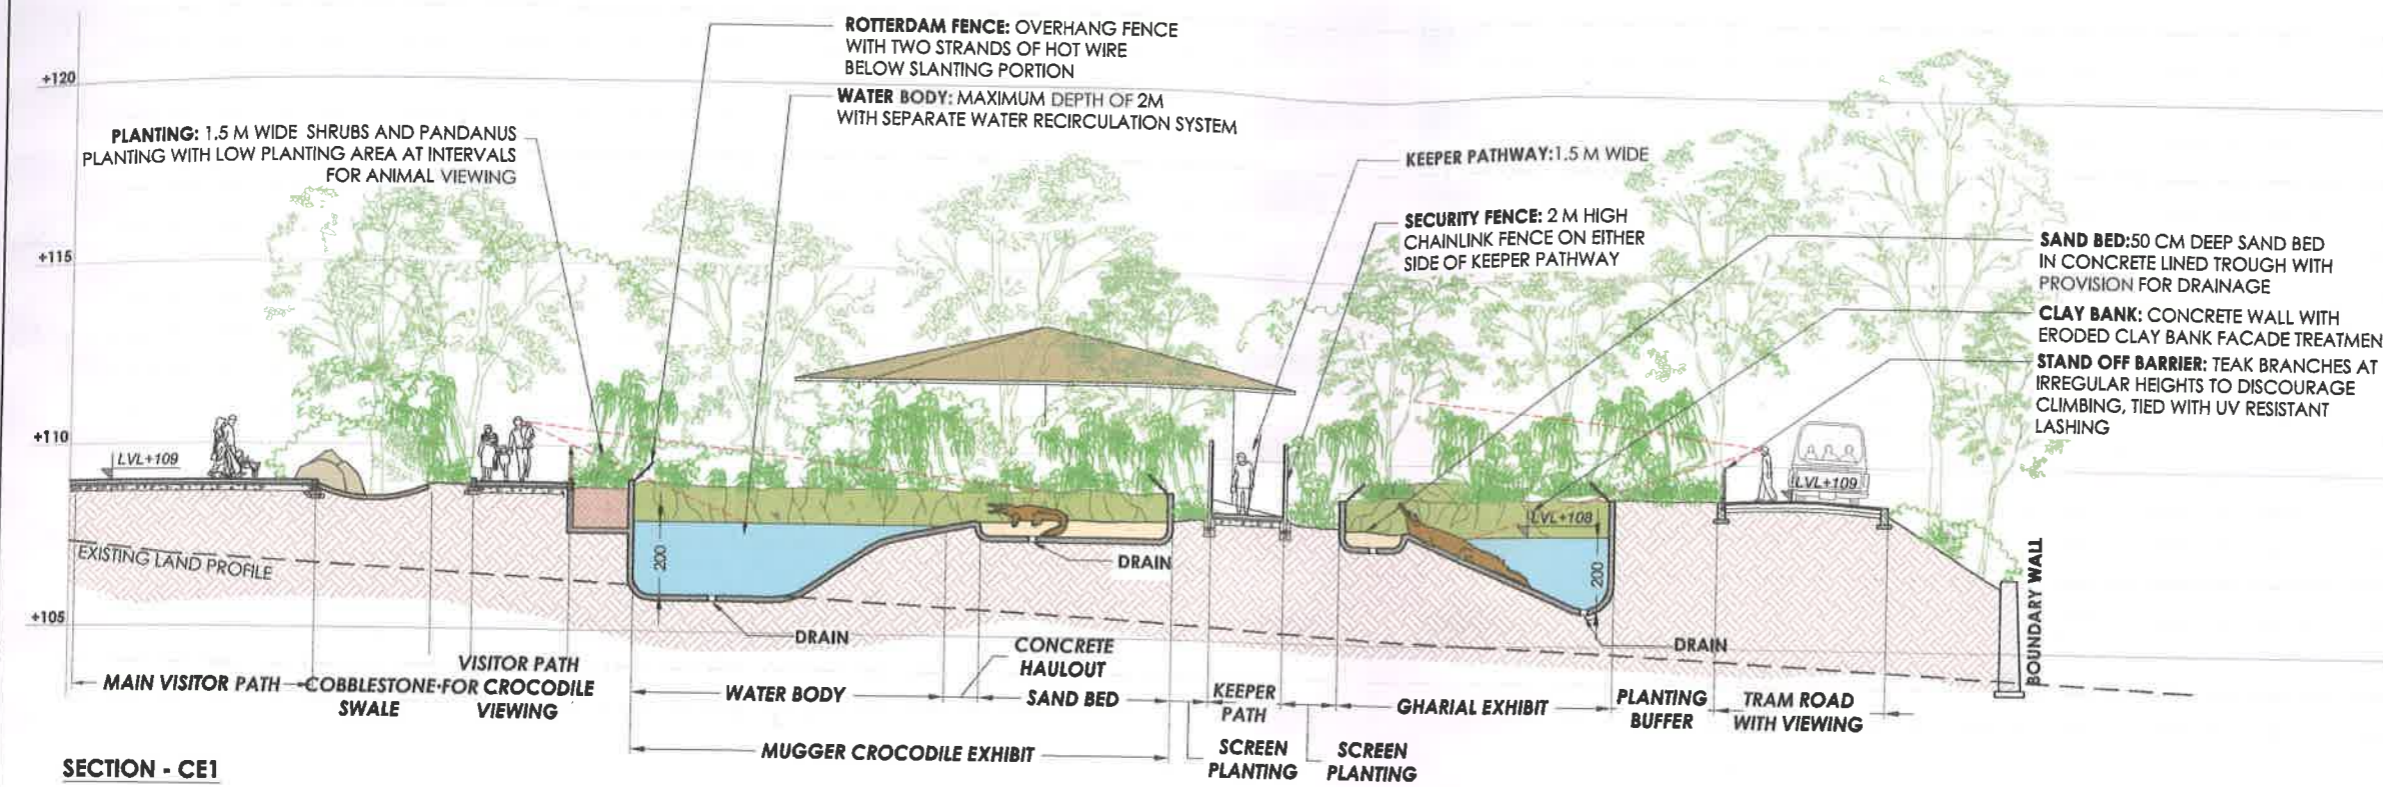 ROTTERDAM FENCE: OVERHANG FENCE
WITH TWO STRANDS OF HOT WIRE
BELOW SLANTING PORTION
WATER BODY: MAXIMUM DEPTH OF 2M
WITH SEPARATE WATER RECIRCULATION SYSTEM
PLANTING: 1.5 M WIDE SHRUBS AND PANDANUS
PLANTING WITH LOW PLANTING AREA AT INTERVALS
FOR ANIMAL VIEWING
KEEPER PATHWAY:1.5 M WIDE
SECURITY FENCE: 2 M HIGH
CHAINLINK FENCE ON EITHER
SIDE OF KEEPER PATHWAY
SAND BED:50 CM DEEP SAND BED
IN CONCRETE LINED TROUGH WITH
PROVISION FOR DRAINAGE
CLAY BANK: CONCRETE WALL WITH
ERODED CLAY BANK FACADE TREATMEN
STAND OFF BARRIER: TEAK BRANCHES AT
IRREGULAR HEIGHTS TO DISCOURAGE
CLIMBING, TIED WITH UV RESISTANT
LASHING
+120
+115
+110
+105
LVL+109
LVL+108
LVL+109
EXISTING LAND PROFILE
200
200
DRAIN
DRAIN
DRAIN
BOUNDARY WALL
MAIN VISITOR PATH
COBBLESTONE
SWALE
VISITOR PATH
FOR CROCODILE
VIEWING
WATER BODY
CONCRETE
HAULOUT
SAND BED
MUGGER CROCODILE EXHIBIT
KEEPER
PATH
SCREEN
PLANTING
SCREEN
PLANTING
GHARIAL EXHIBIT
PLANTING
BUFFER
TRAM ROAD
WITH VIEWING
SECTION - CE1